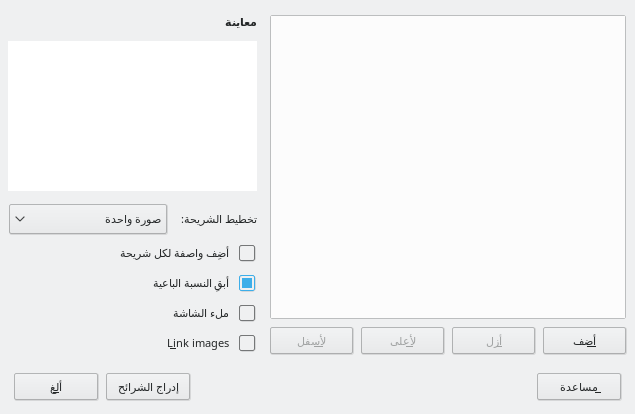 معاينة
تخطيط الشريحة: صورة واحدة
أضِف واصفة لكل شريحة
أبقِ النسبة الباعية
ملء الشاشة
Link images
أضِف
أزل
لأعلى
لأسفل
مساعدة
إدراج الشرائح
ألغِ